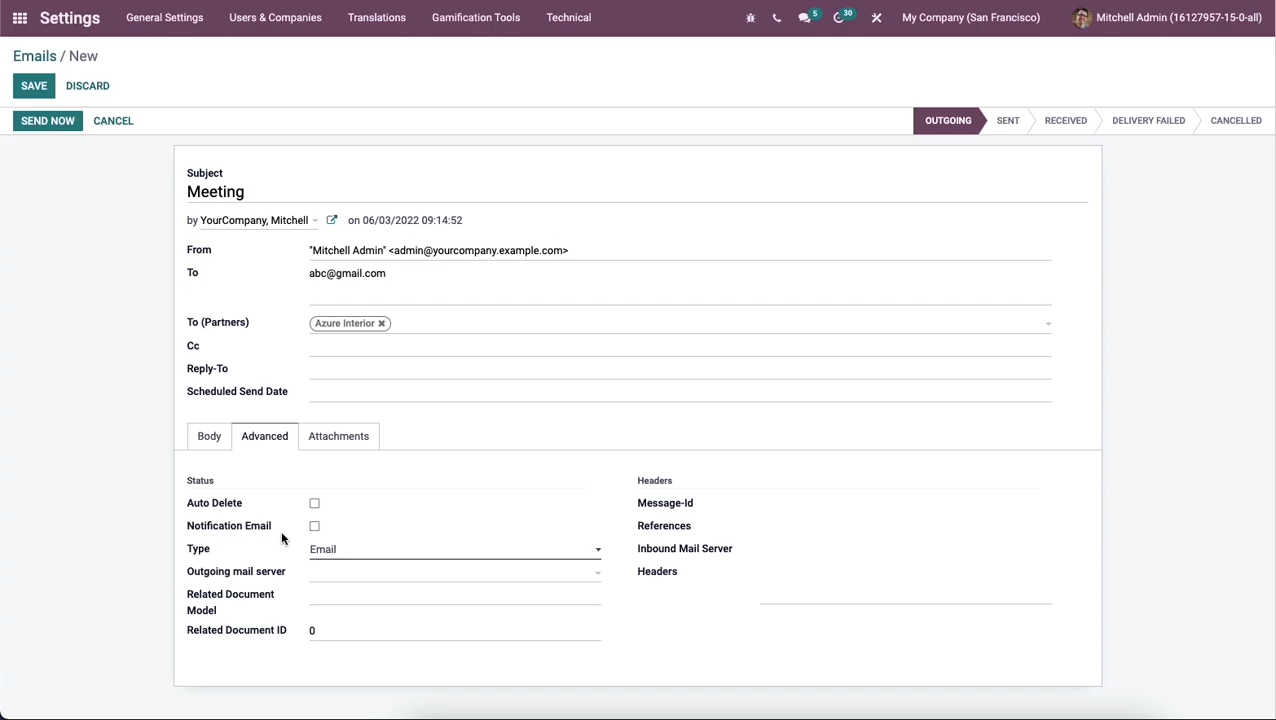 Settings General Settings Users & Companies Translations Gamification Tools Technical 5 30 My Company (San Francisco) Mitchell Admin (16127957-15-0-all)
Emails / New
SAVE DISCARD
SEND NOW CANCEL OUTGOING SENT RECEIVED DELIVERY FAILED CANCELLED
Subject
Meeting
by YourCompany, Mitchell on 06/03/2022 09:14:52
From "Mitchell Admin" <admin@yourcompany.example.com>
To abc@gmail.com
To (Partners) Azure Interior ✖
Cc
Reply-To
Scheduled Send Date
Body Advanced Attachments
Status Headers
Auto Delete Message-Id
Notification Email References
Type Email Inbound Mail Server
Outgoing mail server Headers
Related Document
Model
Related Document ID 0